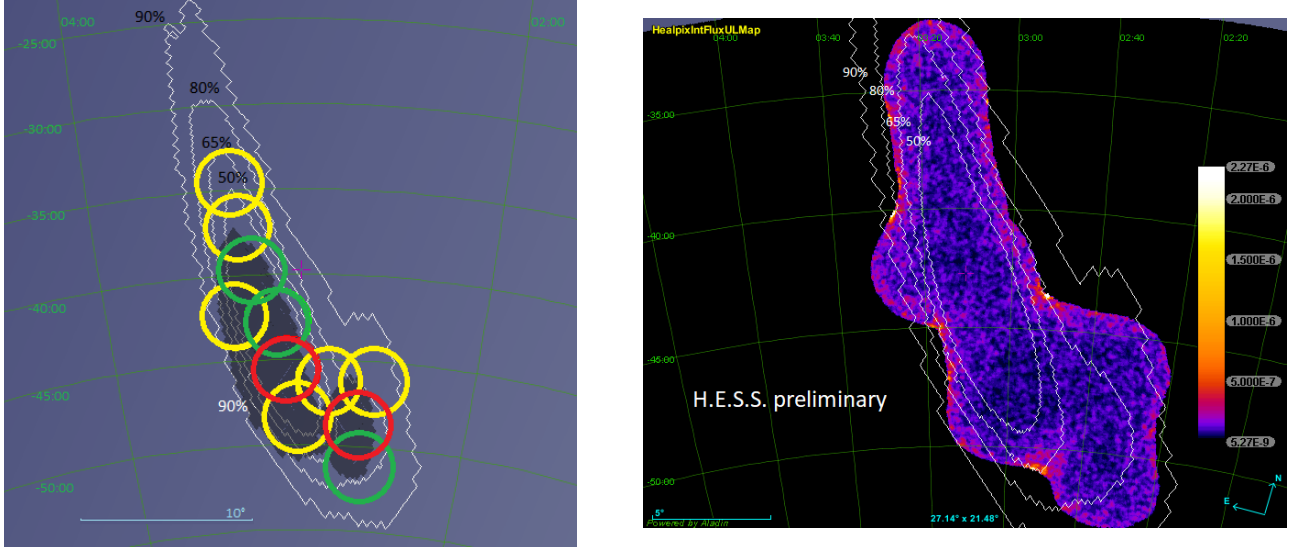 90%
04:00
02:00
-25:00
80%
-30:00
65%
50%
-35:00
-40:00
-45:00
90%
-50:00
10°
HealpixIntFluxULMap
04:00
03:40
03:20
03:00
02:40
02:20
90%
80%
65%
50%
-35:00
-40:00
-45:00
-50:00
H.E.S.S. preliminary
2.27E-6
2.000E-6
1.500E-6
1.000E-6
5.000E-7
5.27E-9
N
E
5°
27.14° x 21.48°
Powered by Aladin